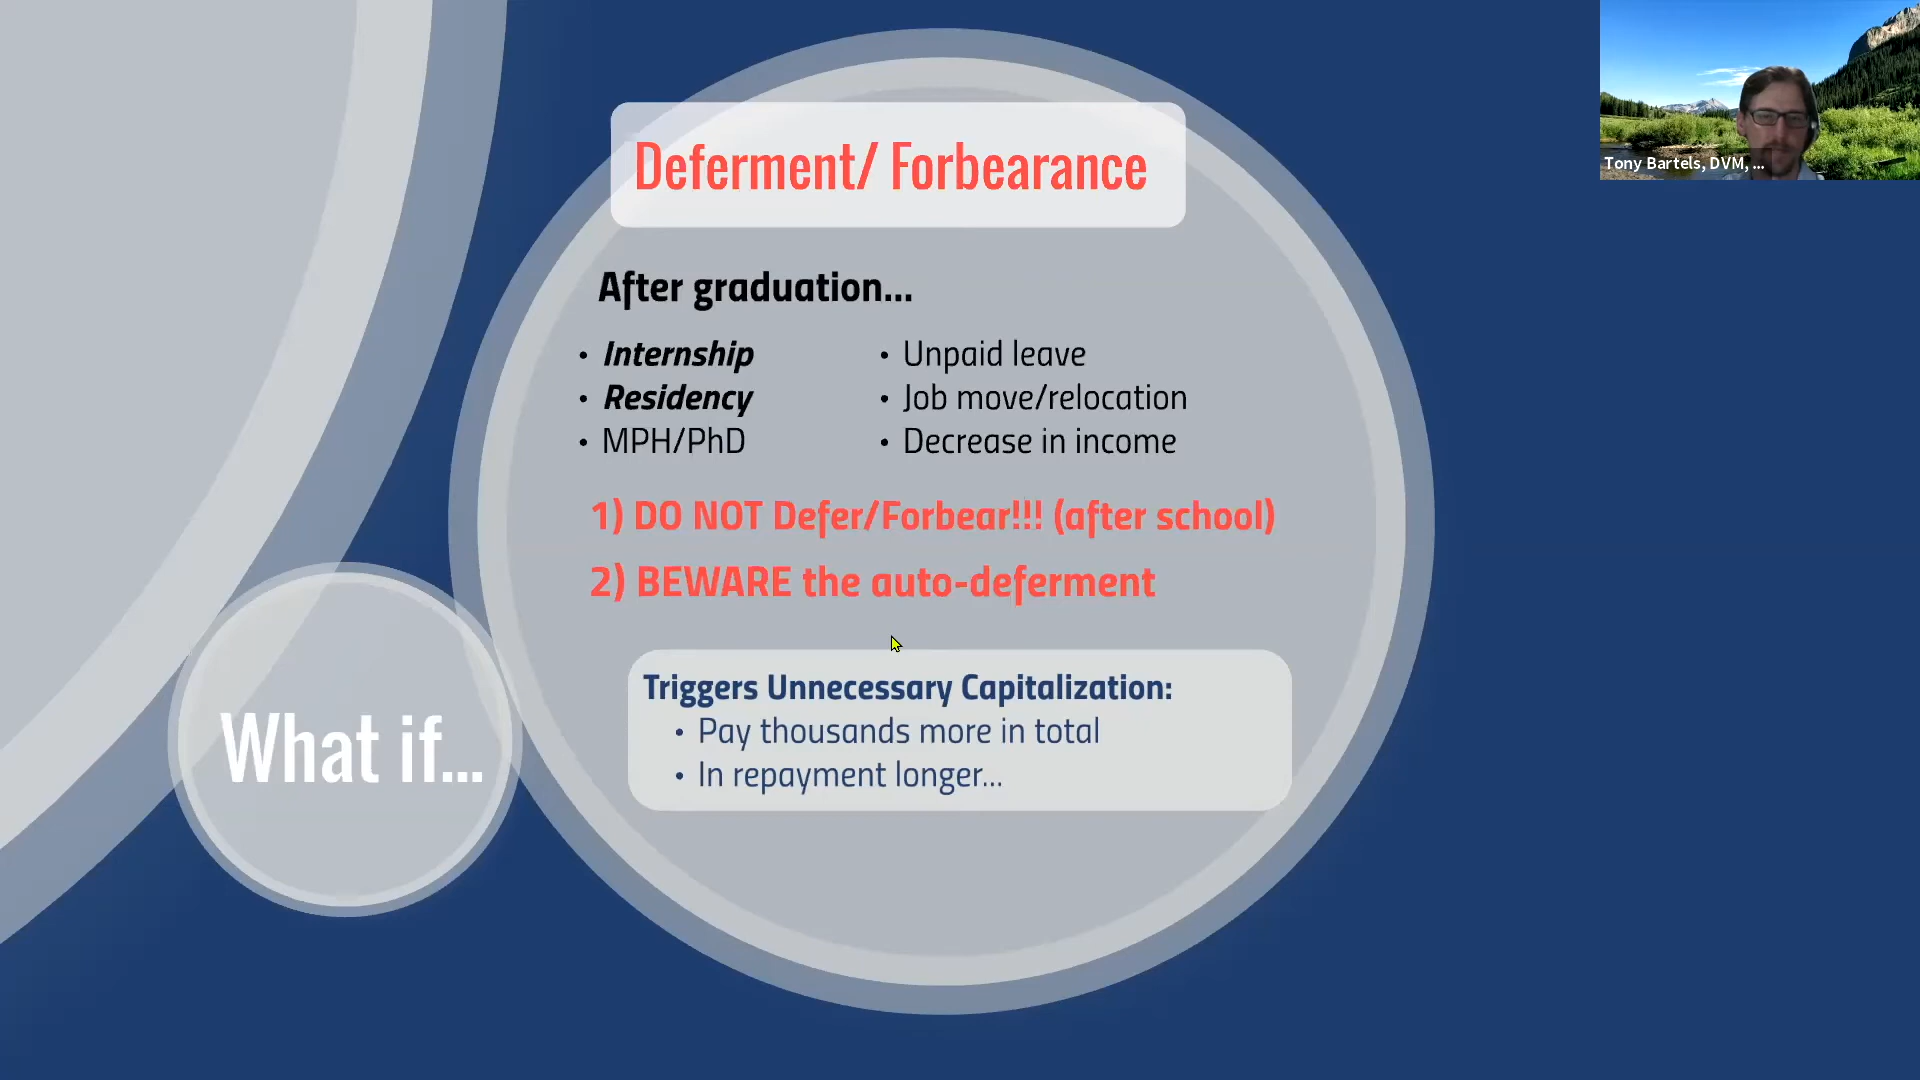 Deferment/ Forbearance
After graduation...
• Internship
• Residency
• MPH/PhD
• Unpaid leave
• Job move/relocation
• Decrease in income
1) DO NOT Defer/Forbear!!! (after school)
2) BEWARE the auto-deferment
Triggers Unnecessary Capitalization:
• Pay thousands more in total
• In repayment longer...
What if...
Tony Bartels, DVM, ...